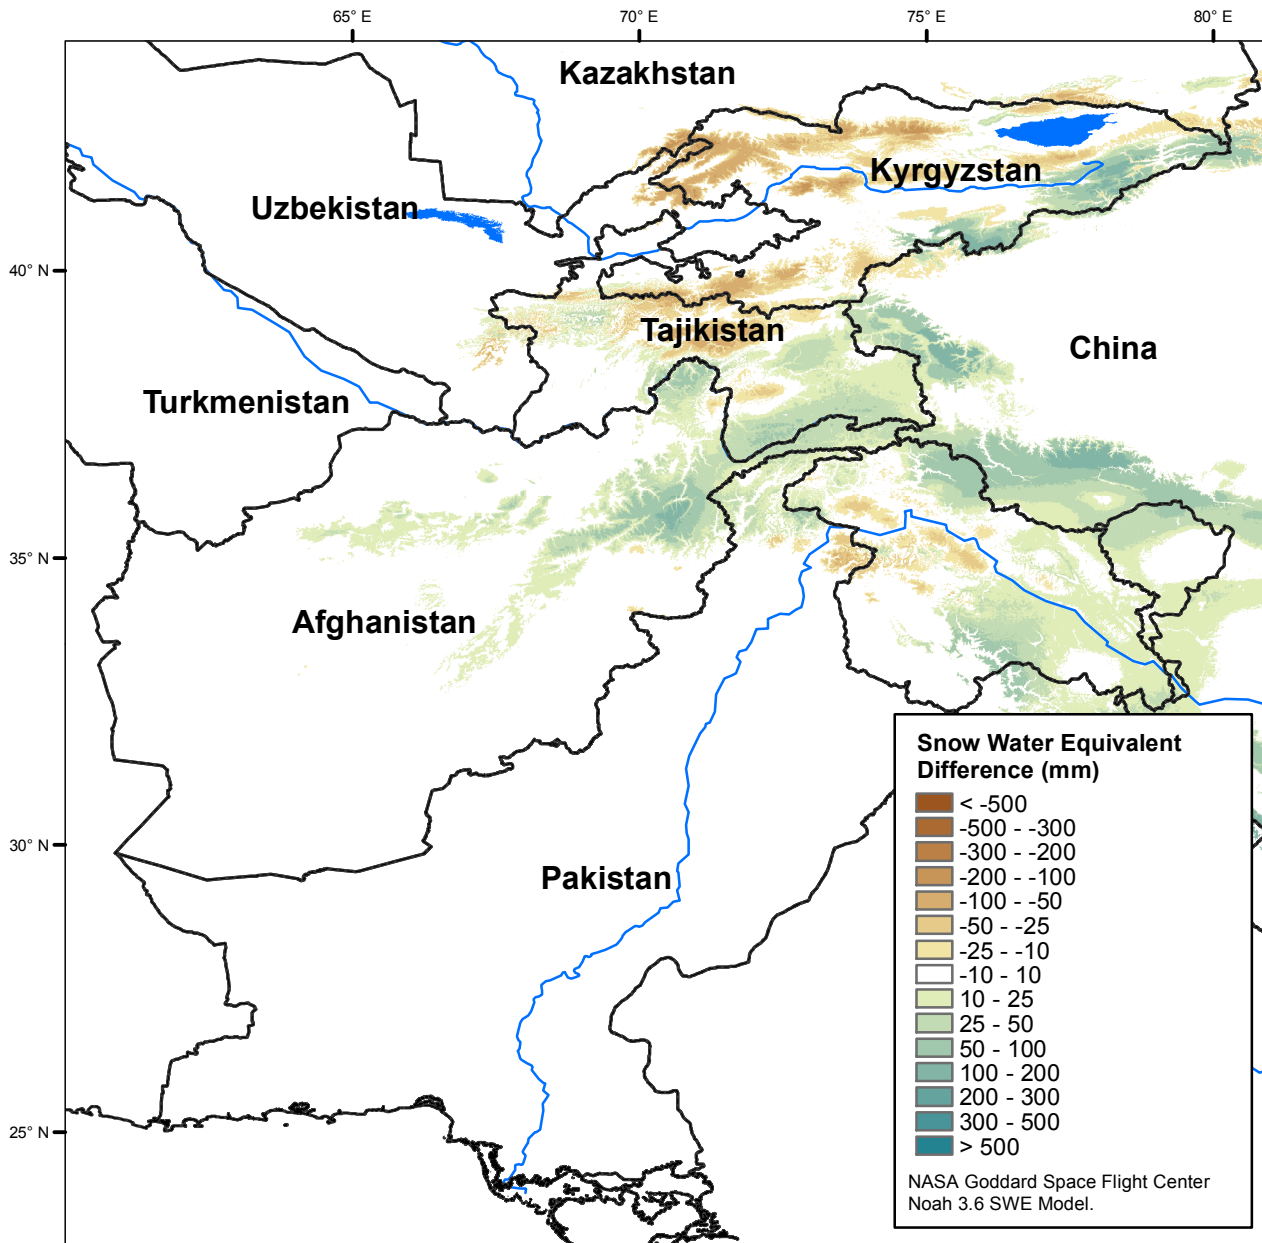 65° E
70° E
75° E
80° E
Kazakhstan
Kyrgyzstan
Uzbekistan
40° N
Tajikistan
China
Turkmenistan
35° N
Afghanistan
30° N
Pakistan
25° N
Snow Water Equivalent
Difference (mm)
< -500
-500 - -300
-300 - -200
-200 - -100
-100 - -50
-50 - -25
-25 - -10
-10 - 10
10 - 25
25 - 50
50 - 100
100 - 200
200 - 300
300 - 500
> 500
NASA Goddard Space Flight Center
Noah 3.6 SWE Model.